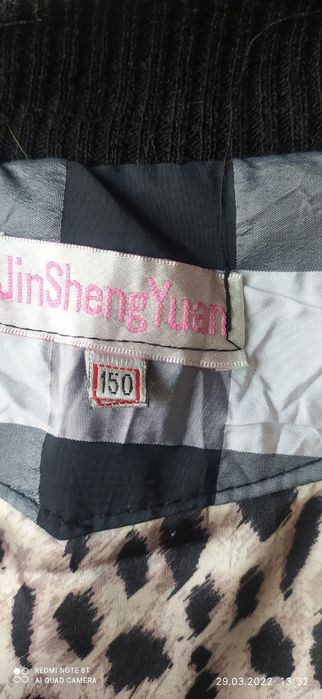 JinShengYuan
150
REDMI NOTE 8T
AI QUAD CAMERA
29.03.2022 13:32